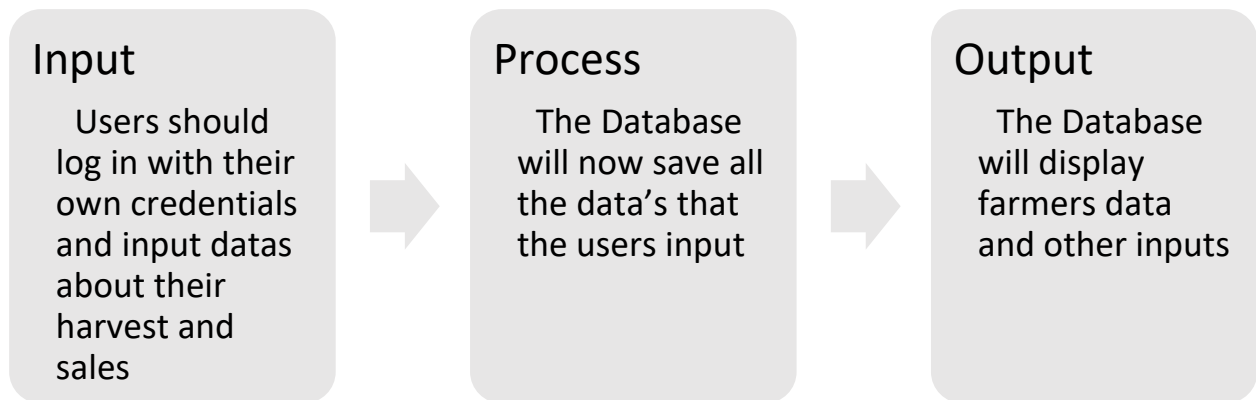 Input
Users should
log in with their
own credentials
and input datas
about their
harvest and
sales
Process
The Database
will now save all
the data's that
the users input
Output
The Database
will display
farmers data
and other inputs